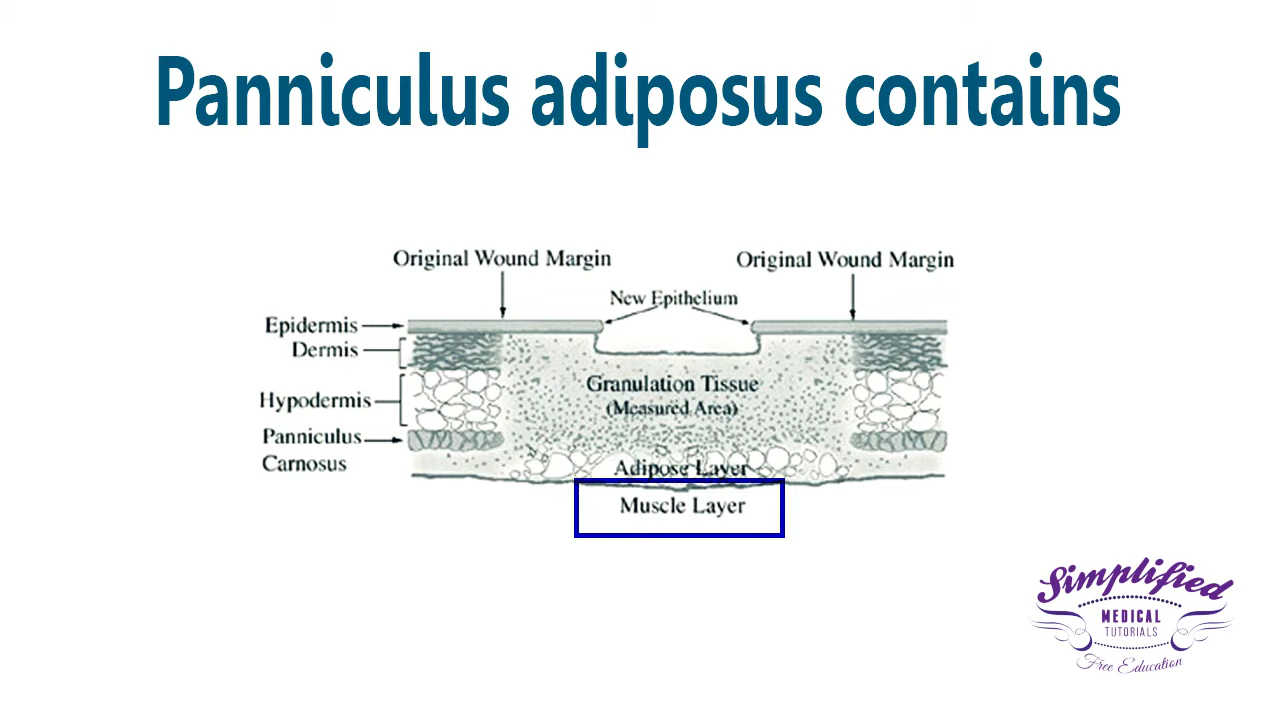 Panniculus adiposus contains
Original Wound Margin
Original Wound Margin
New Epithelium
Epidermis
Dermis
Granulation Tissue
(Measured Area)
Hypodermis
Panniculus
Carnosus
Adipose Layer
Muscle Layer
Simplified
MEDICAL
TUTORIALS
Free Education